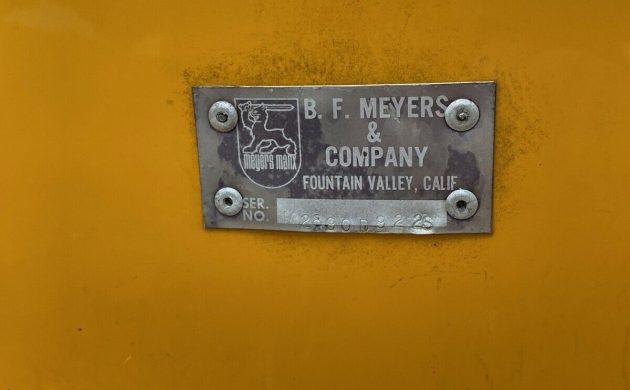 B. F. MEYERS
&
COMPANY
FOUNTAIN VALLEY, CALIF.
meyers manx
SER.
NO.